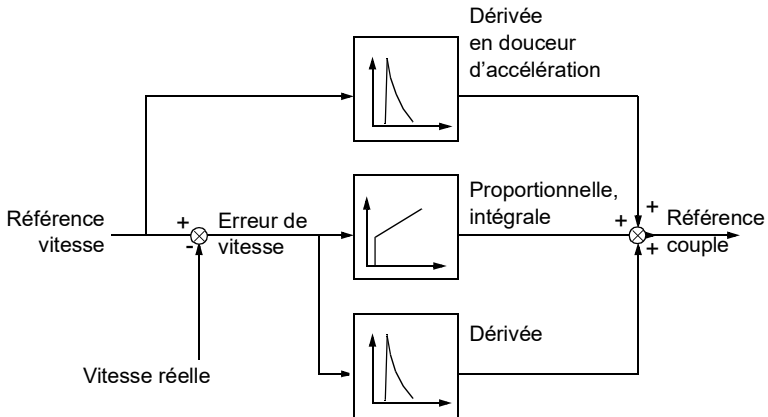 Dérivée
en douceur
d'accélération
Référence
vitesse
+
-
Erreur de
vitesse
Proportionnelle,
intégrale
+
+
+
Référence
couple
Vitesse réelle
Dérivée